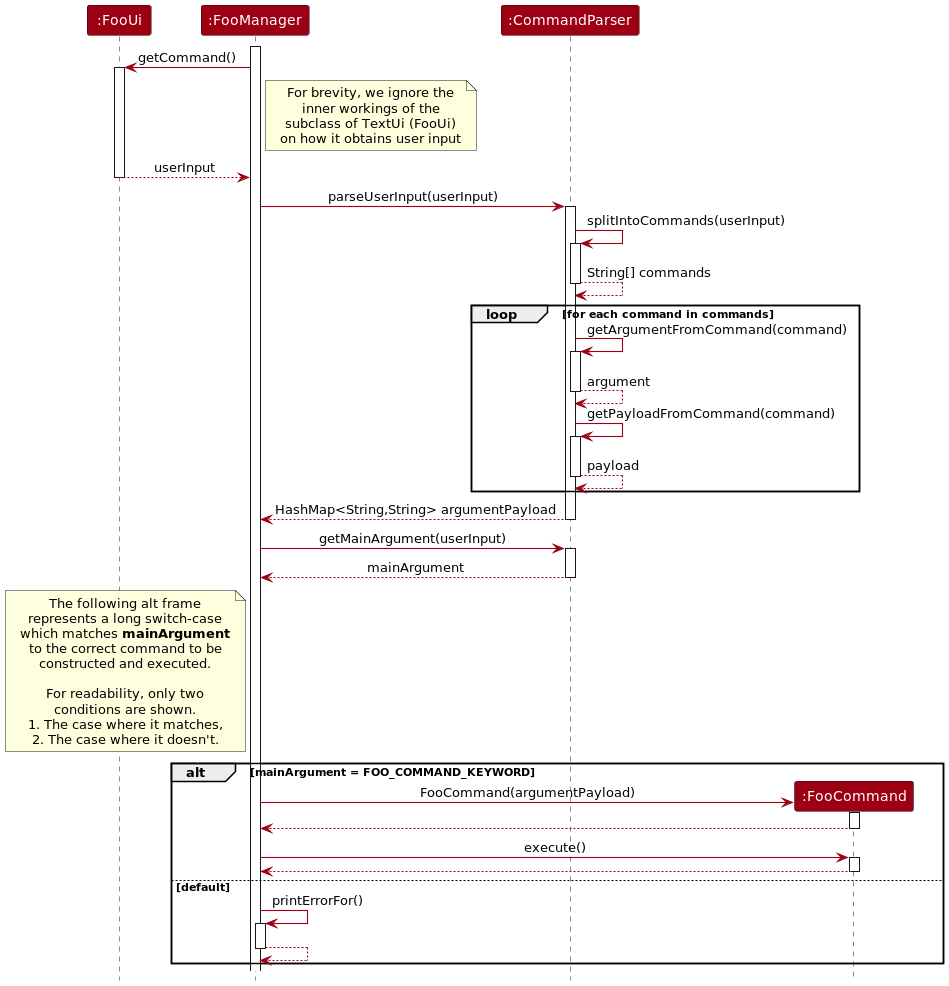 :FooUi
:FooManager
:CommandParser
getCommand()
For brevity, we ignore the
inner workings of the
subclass of TextUi (FooUi)
on how it obtains user input
userInput
parseUserInput(userInput)
splitIntoCommands(userInput)
String[] commands
loop
[for each command in commands]
getArgumentFromCommand(command)
argument
getPayloadFromCommand(command)
payload
HashMap<String,String> argumentPayload
getMainArgument(userInput)
mainArgument
The following alt frame
represents a long switch-case
which matches mainArgument
to the correct command to be
constructed and executed.
For readability, only two
conditions are shown.
1. The case where it matches,
2. The case where it doesn't.
alt
[mainArgument = FOO_COMMAND_KEYWORD]
FooCommand(argumentPayload)
:FooCommand
execute()
[default]
printErrorFor()